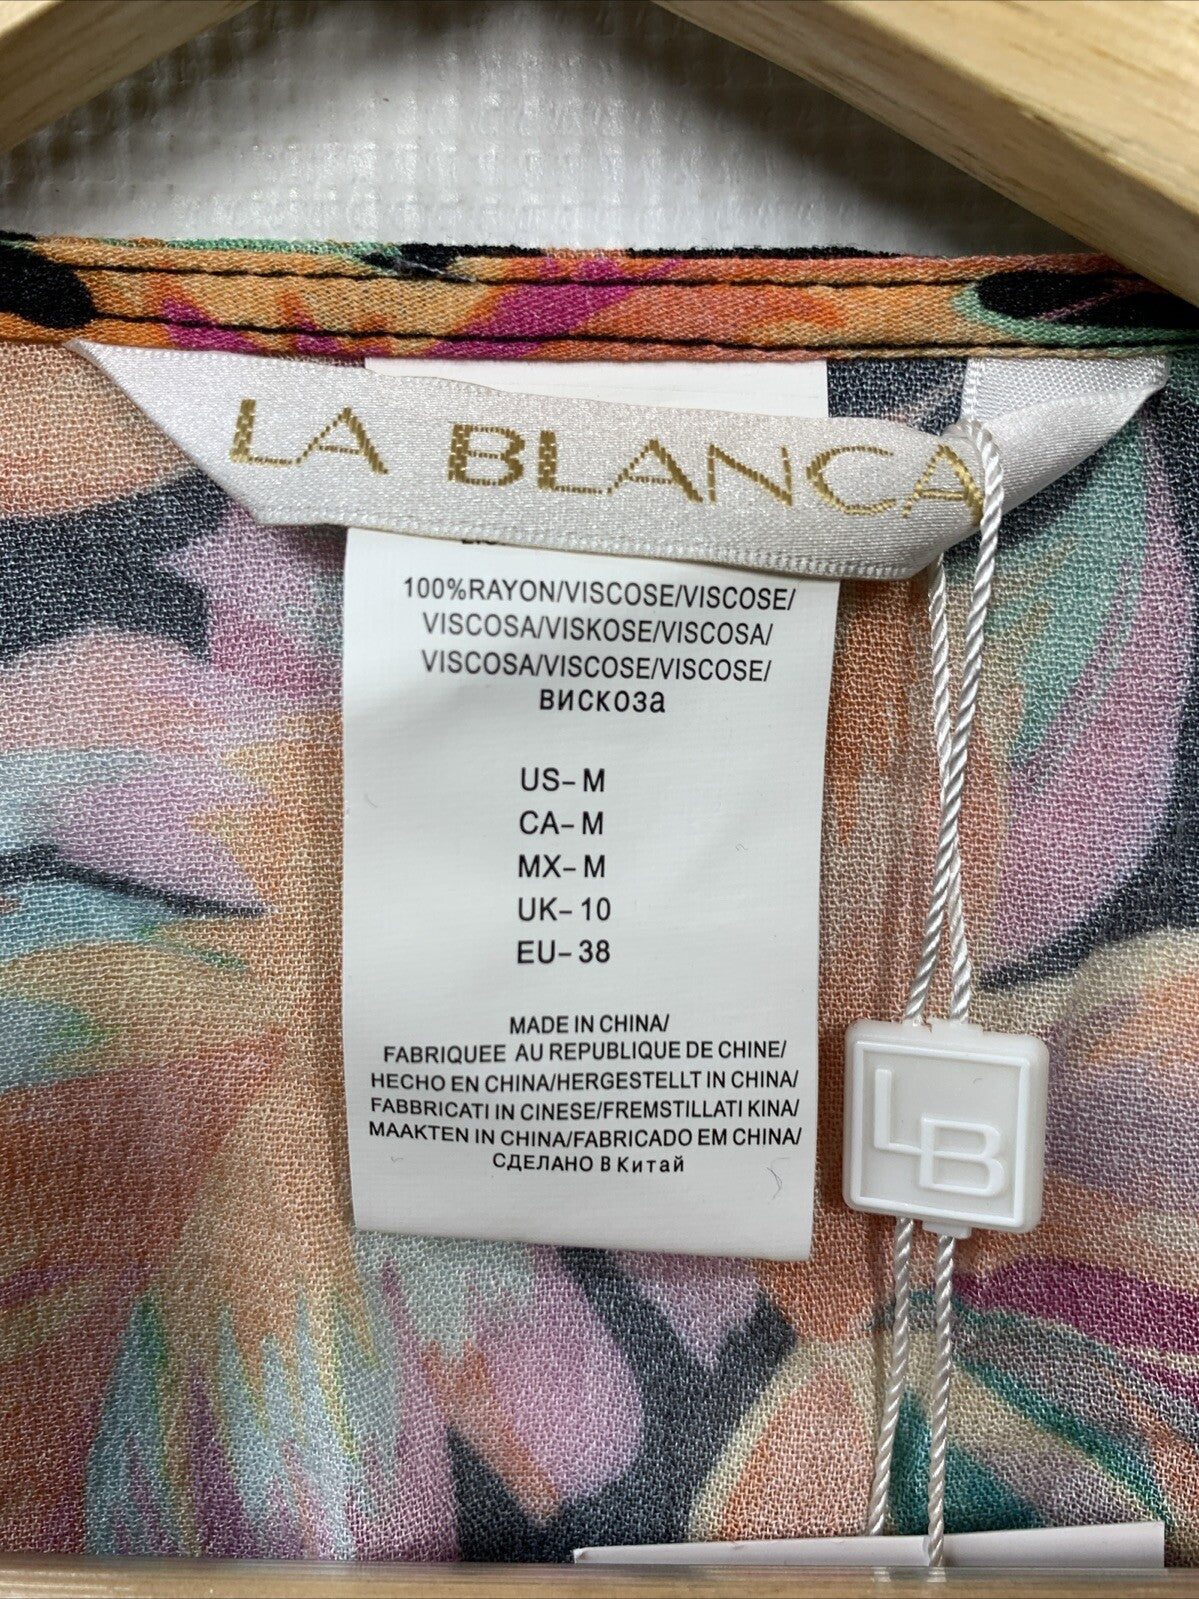 LA BLANCA
100%RAYON/VISCOSE/VISCOSE/
VISCOSA/VISKOSE/VISCOSA/
VISCOSA/VISCOSE/VISCOSE/
вискоза
US-M
CA-M
MX-M
UK-10
EU-38
MADE IN CHINA/
FABRIQUEE AU REPUBLIQUE DE CHINE/
HECHO EN CHINA/HERGESTELLT IN CHINA/
FABBRICATI IN CINESE/FREMSTILLATI KINA/
MAAKTEN IN CHINA/FABRICADO EM CHINA/
СДЕЛАНО В Китай
LB